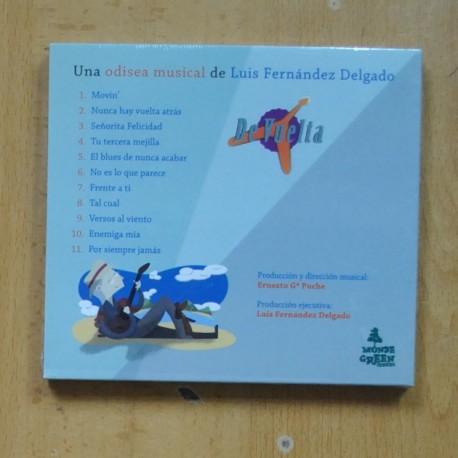 Una odisea musical de Luis Fernández Delgado
1. Movin'
2. Nunca hay vuelta atrás
3. Señorita Felicidad
4. Tu tercera mejilla
5. El blues de nunca acabar
6. No es lo que parece
7. Frente a ti
8. Tal cual
9. Versos al viento
10. Enemiga mía
11. Por siempre jamás
De Vuelta
Producción y dirección musical:
Ernesto Gª Puche
Producción ejecutiva:
Luis Fernández Delgado
MONDE
GREEN